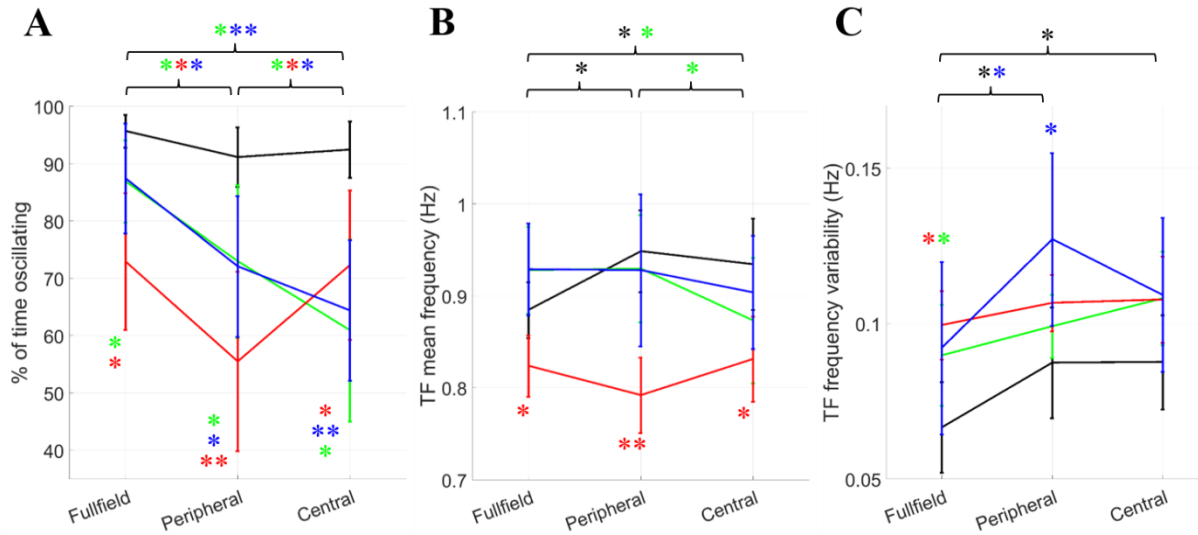 A
B
C
***
***
***
**
*
*
*
**
*
**
*
*
*
*
*
**
*
**
*
*
**
*
100
90
80
70
60
50
40
% of time oscillating
Fullfield
Peripheral
Central
1.1
1
0.9
0.8
0.7
TF mean frequency (Hz)
Fullfield
Peripheral
Central
0.15
0.1
0.05
TF frequency variability (Hz)
Fullfield
Peripheral
Central